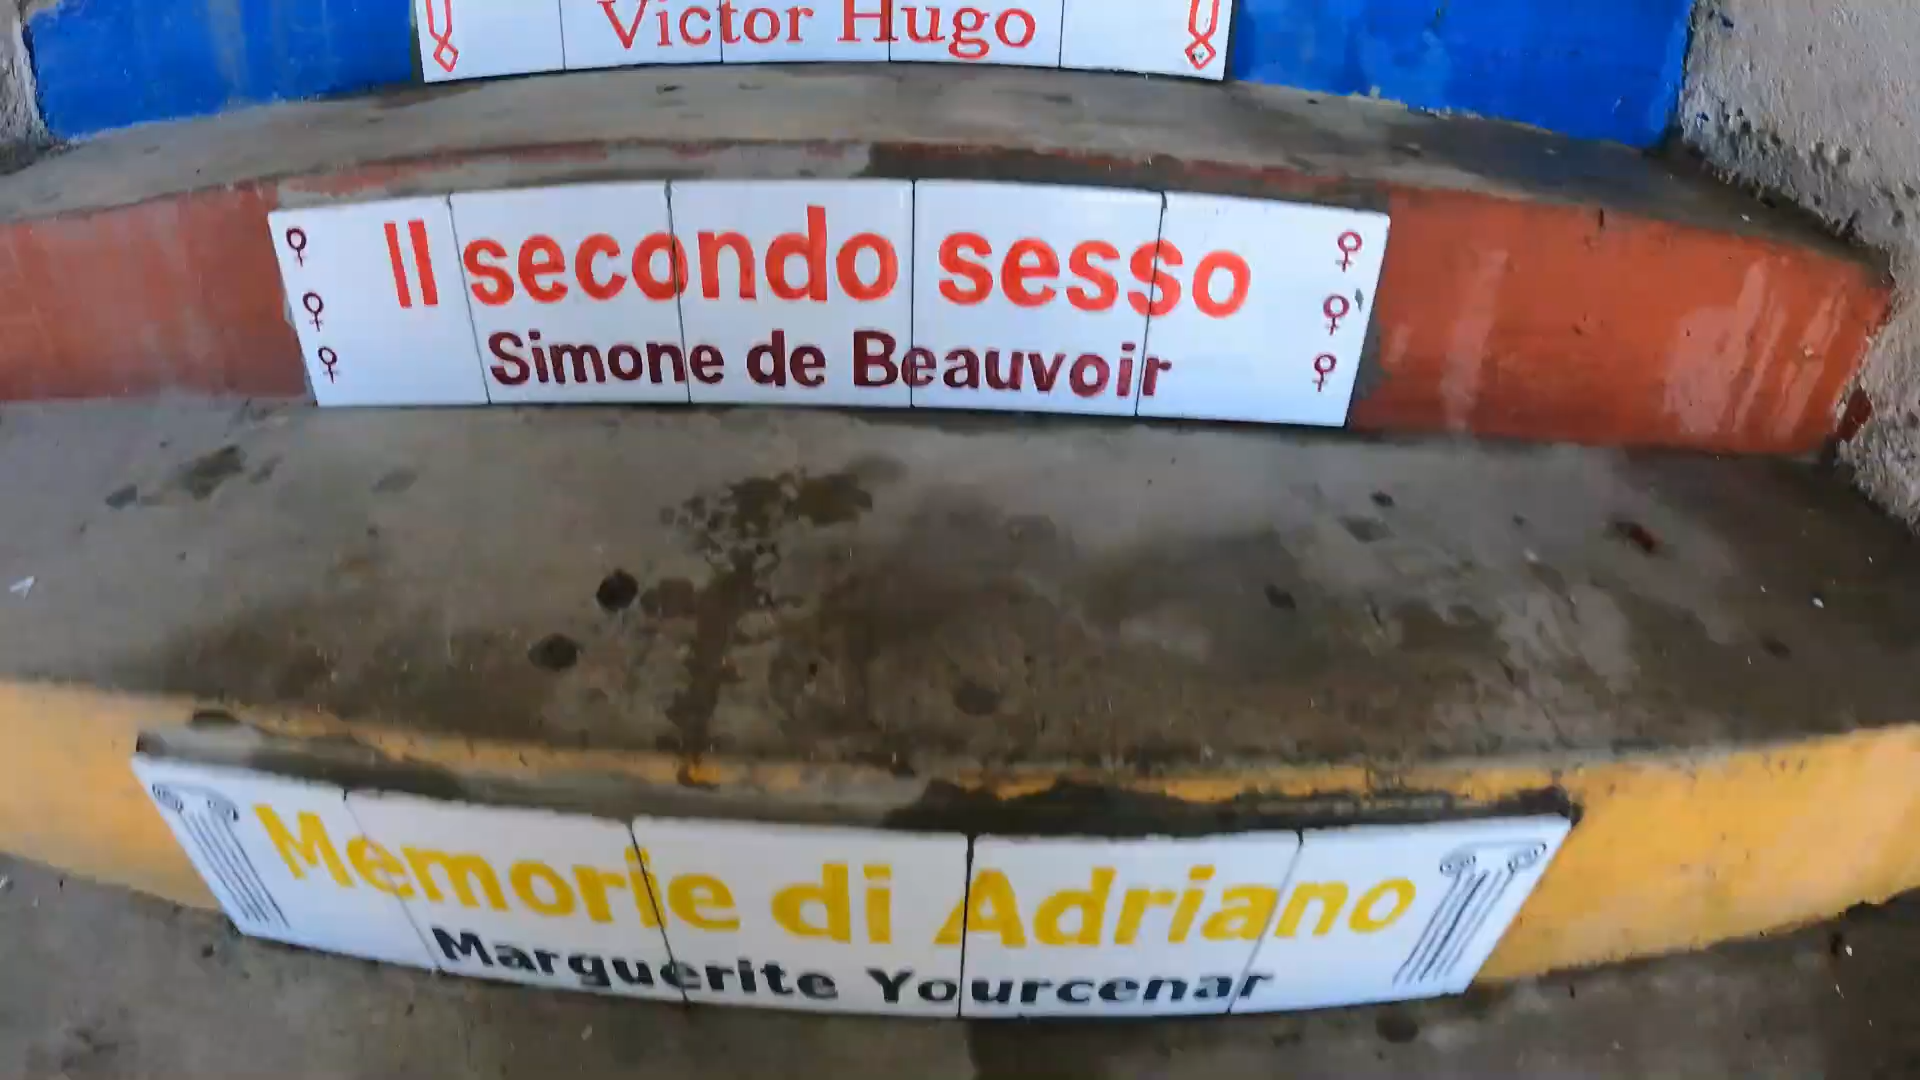 Victor Hugo
Il secondo sesso
Simone de Beauvoir
Memorie di Adriano
Marguerite Yourcenar